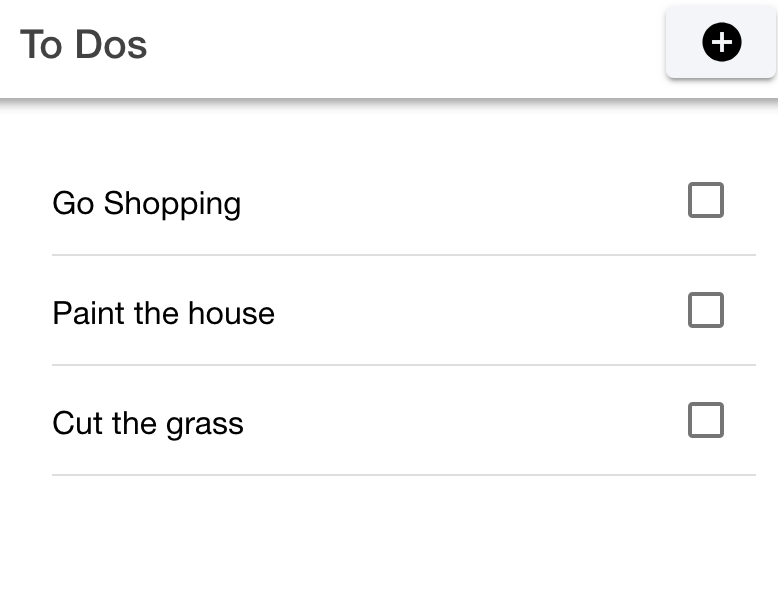 To Dos
Go Shopping
Paint the house
Cut the grass